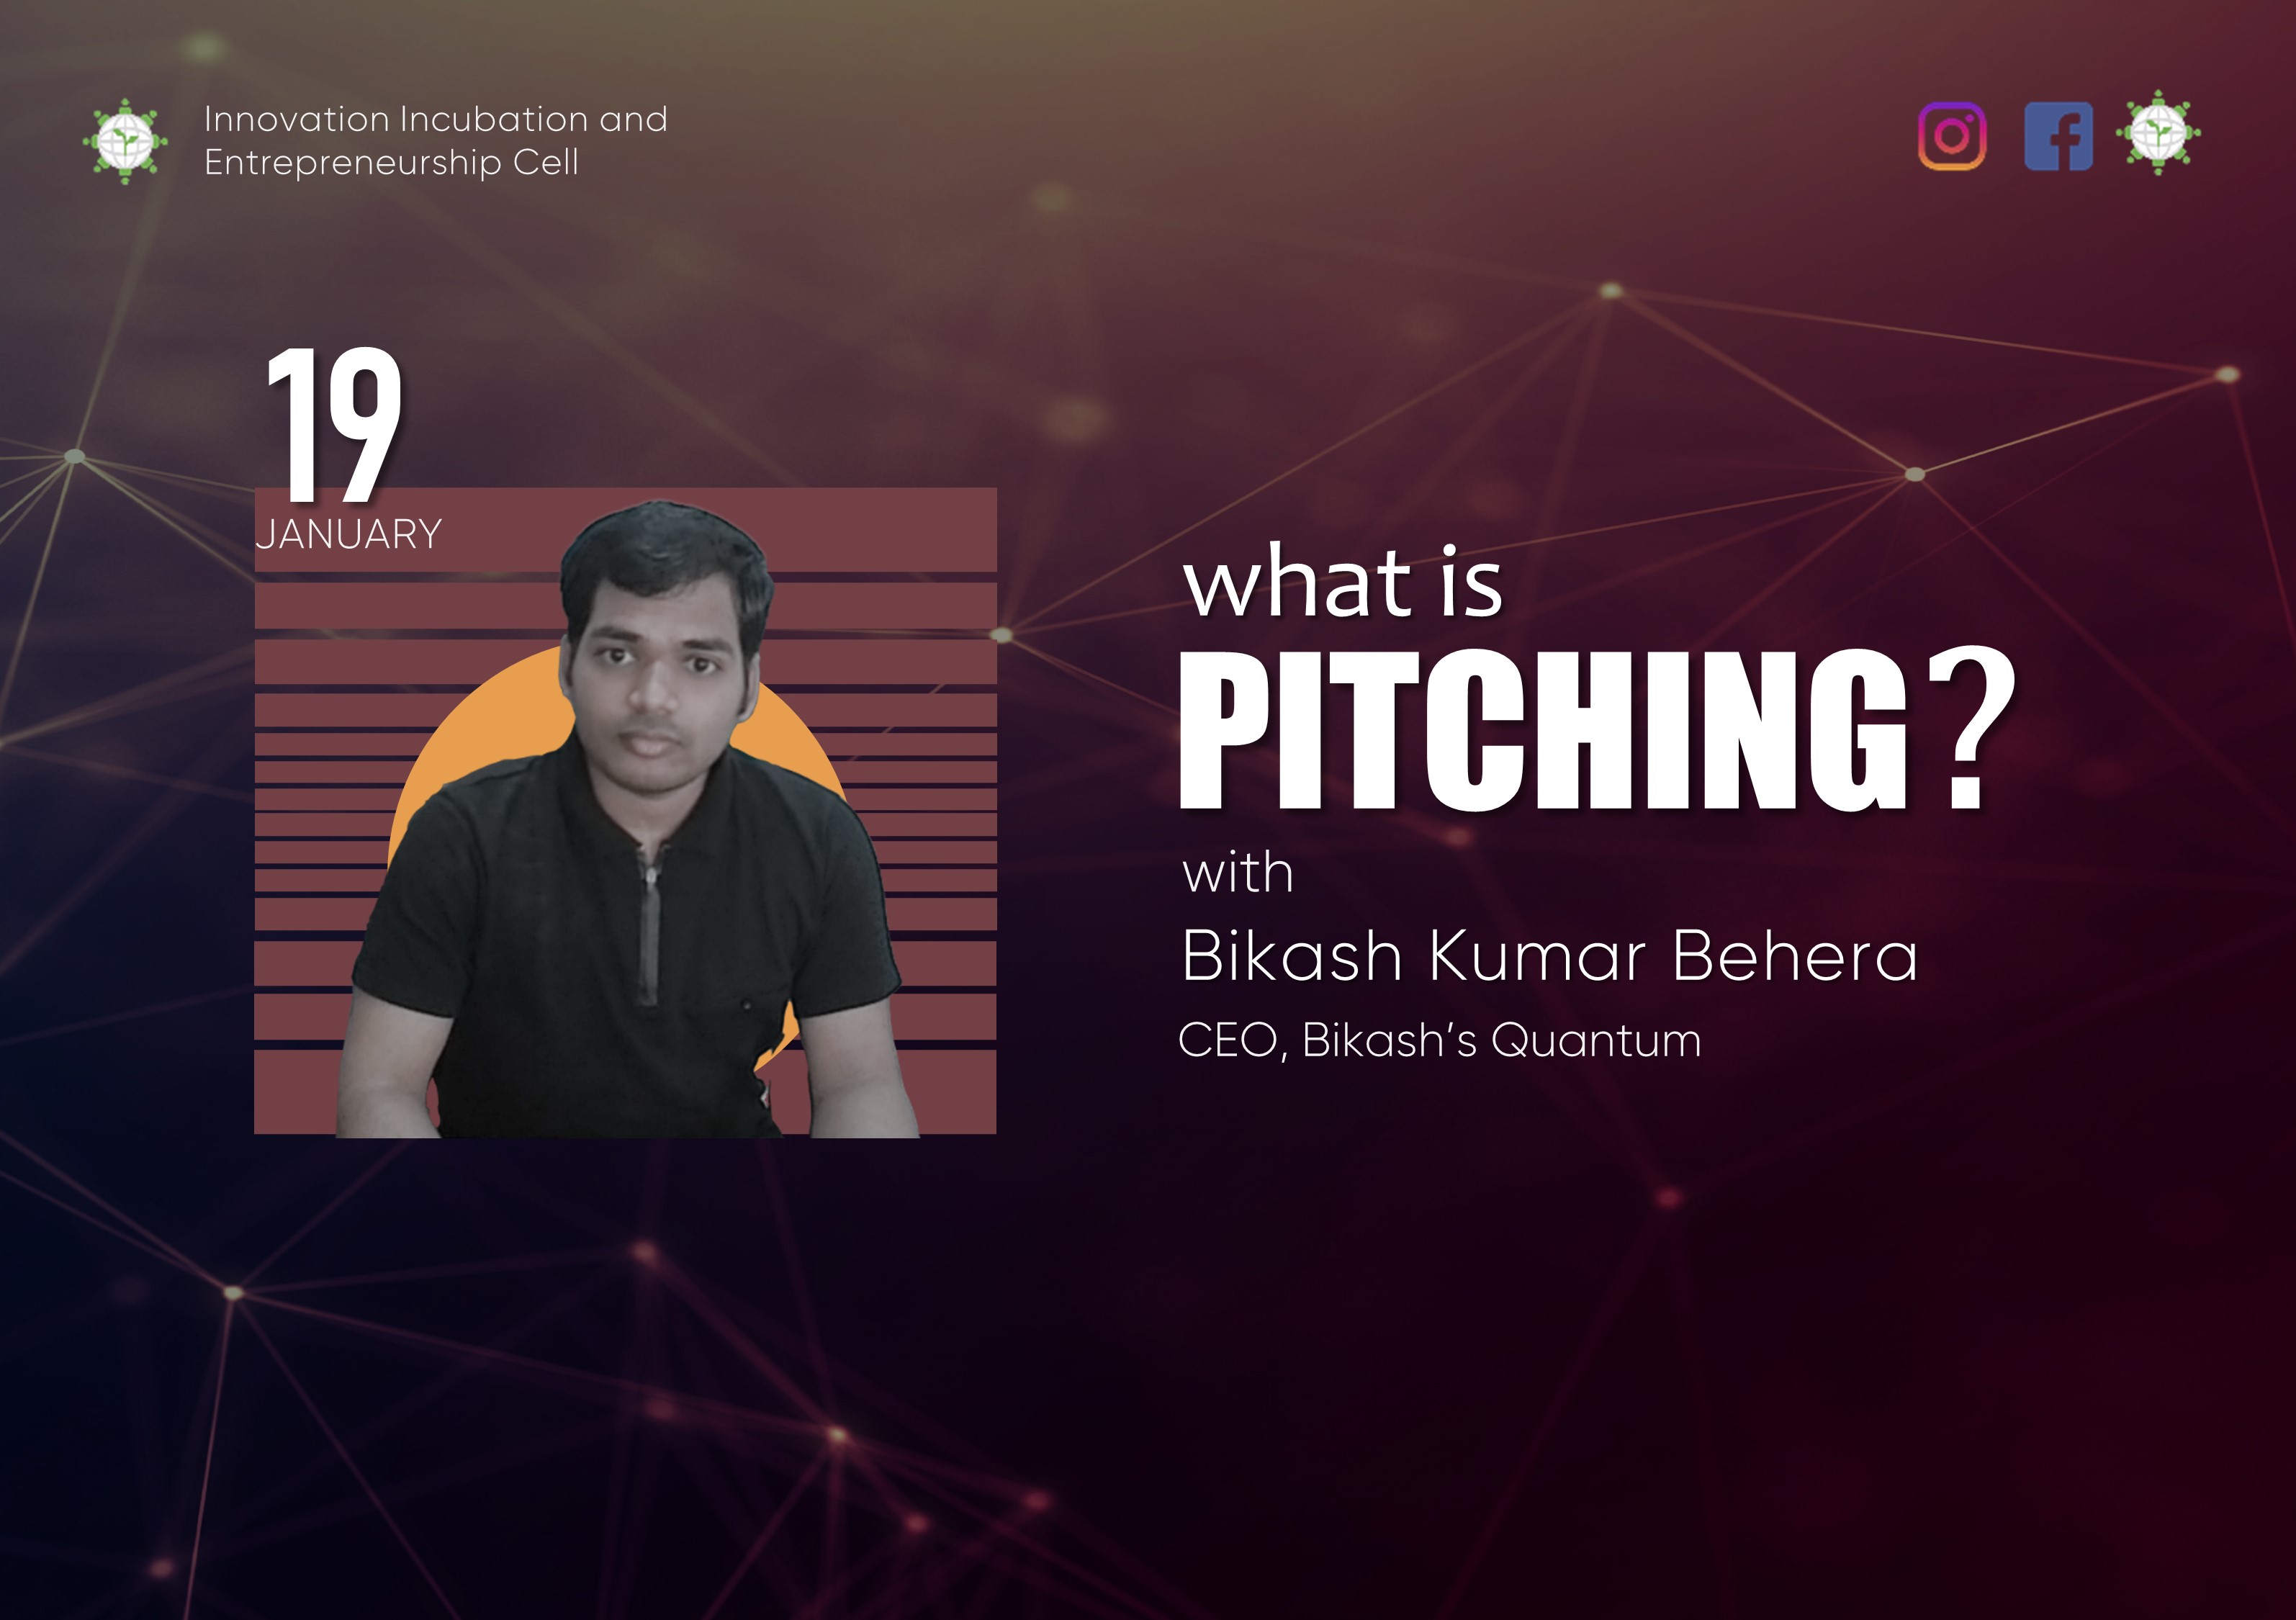 Innovation Incubation and
Entrepreneurship Cell
19
JANUARY
what is
PITCHING?
with
Bikash Kumar Behera
CEO, Bikash’s Quantum